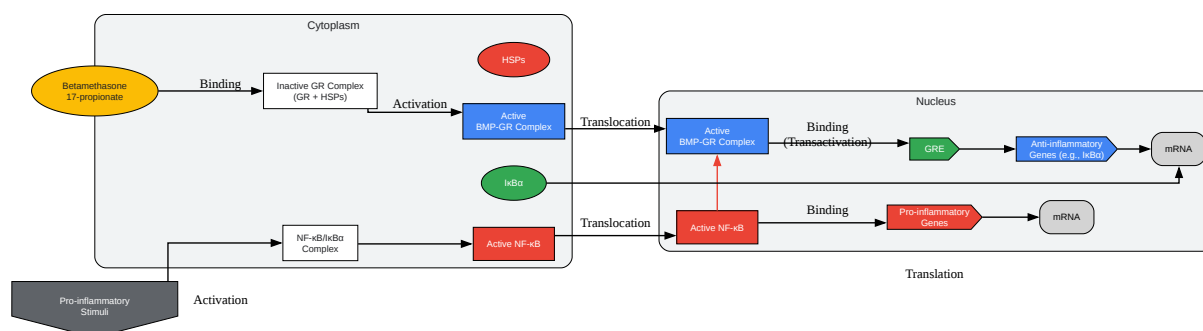 Cytoplasm
HSPs
Betamethasone
17-propionate
Binding
Inactive GR Complex
(GR + HSPs)
Activation
Active
BMP-GR Complex
Translocation
IκBα
NF-κB/IκBα
Complex
Active NF-κB
Translocation
Pro-inflammatory
Stimuli
Activation
Nucleus
Active
BMP-GR Complex
Binding
(Transactivation)
GRE
Anti-inflammatory
Genes (e.g., IκBα)
mRNA
Active NF-κB
Binding
Pro-inflammatory
Genes
mRNA
Translation